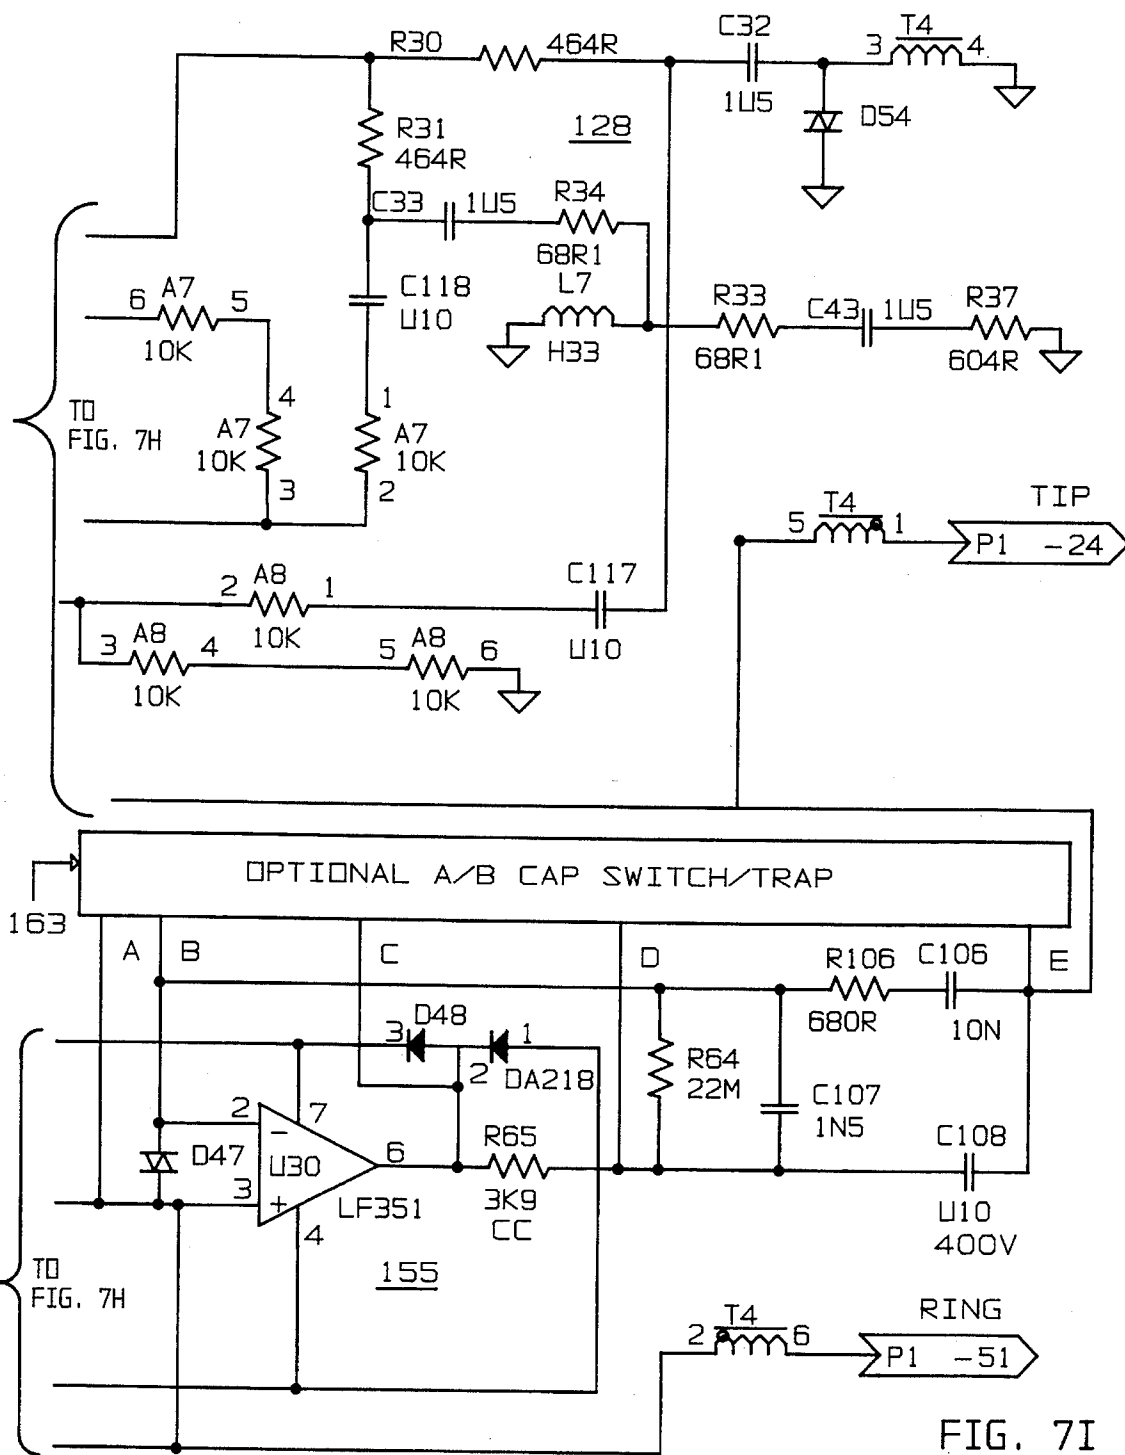 R30
464R
C32
1U5
3
T4
4
R31
464R
128
D54
C33
1U5
R34
68R1
C118
U10
L7
H33
R33
68R1
C43
1U5
R37
604R
6
A7
5
10K
TO
FIG. 7H
4
A7
10K
3
1
A7
10K
2
TIP
5
T4
1
P1 -24
2
A8
1
10K
C117
U10
3
A8
4
10K
5
A8
6
10K
OPTIONAL A/B CAP SWITCH/TRAP
163
A
B
C
D
E
R106
680R
C106
10N
3
D48
2
1
DA218
R64
22M
C107
1N5
C108
U10
400V
2
7
−
U30
6
D47
3
+
4
LF351
R65
3K9
CC
155
TO
FIG. 7H
RING
2
T4
6
P1 -51
FIG. 7I